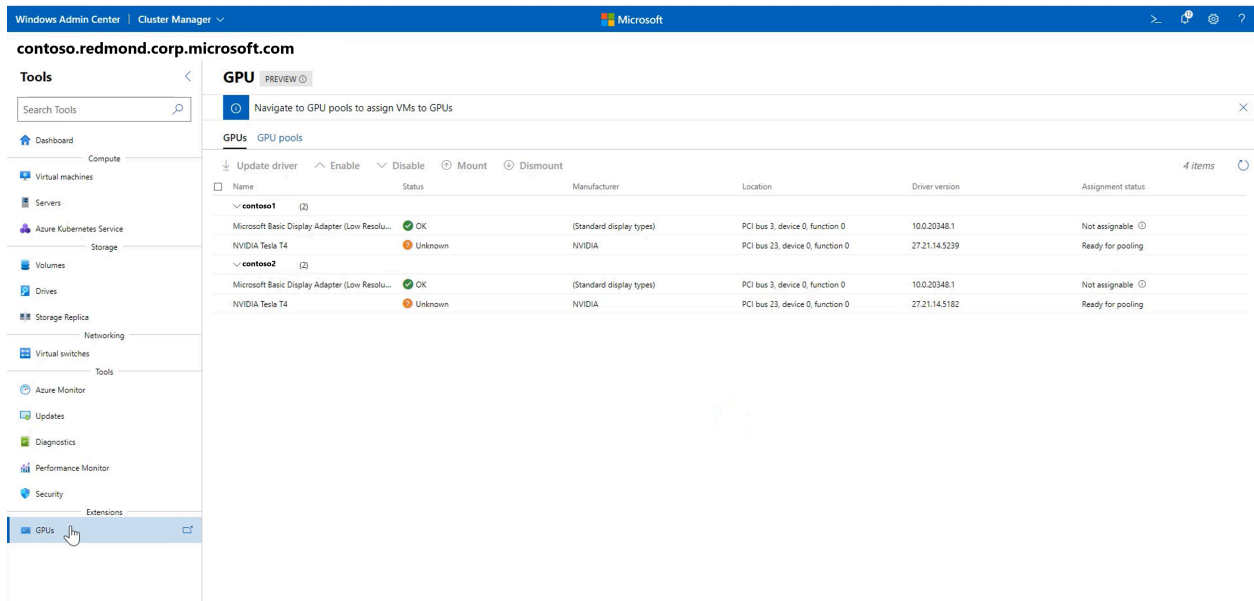 Windows Admin Center | Cluster Manager
Microsoft
contoso.redmond.corp.microsoft.com
Tools
Search Tools
Dashboard
Compute
Virtual machines
Servers
Azure Kubernetes Service
Storage
Volumes
Drives
Storage Replica
Networking
Virtual switches
Tools
Azure Monitor
Updates
Diagnostics
Performance Monitor
Security
Extensions
GPUs
GPU PREVIEW
Navigate to GPU pools to assign VMs to GPUs
GPUs GPU pools
Update driver Enable Disable Mount Dismount 4 items
Name Status Manufacturer Location Driver version Assignment status
contoso1 (2)
Microsoft Basic Display Adapter (Low Resolu... OK (Standard display types) PCI bus 3, device 0, function 0 10.0.20348.1 Not assignable
NVIDIA Tesla T4 Unknown NVIDIA PCI bus 23, device 0, function 0 27.21.14.5239 Ready for pooling
contoso2 (2)
Microsoft Basic Display Adapter (Low Resolu... OK (Standard display types) PCI bus 3, device 0, function 0 10.0.20348.1 Not assignable
NVIDIA Tesla T4 Unknown NVIDIA PCI bus 23, device 0, function 0 27.21.14.5182 Ready for pooling